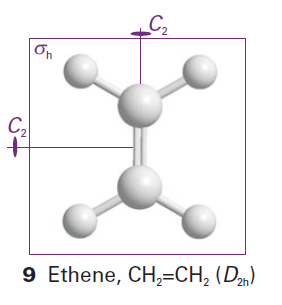 C₂
σₕ
C₂
9 Ethene, CH₂=CH₂ (D₂ₕ)